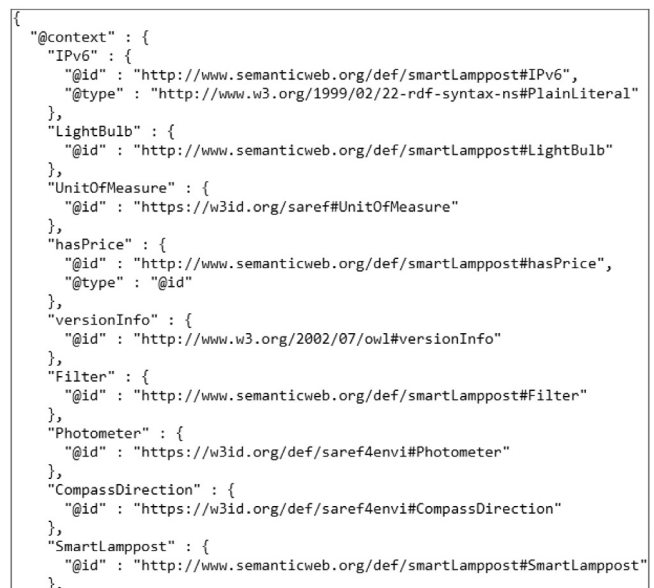 {
  "@context" : {
    "IPv6" : {
      "@id" : "http://www.semanticweb.org/def/smartLamppost#IPv6",
      "@type" : "http://www.w3.org/1999/02/22-rdf-syntax-ns#PlainLiteral"
    },
    "LightBulb" : {
      "@id" : "http://www.semanticweb.org/def/smartLamppost#LightBulb"
    },
    "UnitOfMeasure" : {
      "@id" : "https://w3id.org/saref#UnitOfMeasure"
    },
    "hasPrice" : {
      "@id" : "http://www.semanticweb.org/def/smartLamppost#hasPrice",
      "@type" : "@id"
    },
    "versionInfo" : {
      "@id" : "http://www.w3.org/2002/07/owl#versionInfo"
    },
    "Filter" : {
      "@id" : "http://www.semanticweb.org/def/smartLamppost#Filter"
    },
    "Photometer" : {
      "@id" : "https://w3id.org/def/saref4envi#Photometer"
    },
    "CompassDirection" : {
      "@id" : "https://w3id.org/def/saref4envi#CompassDirection"
    },
    "SmartLamppost" : {
      "@id" : "http://www.semanticweb.org/def/smartLamppost#SmartLamppost"
    },